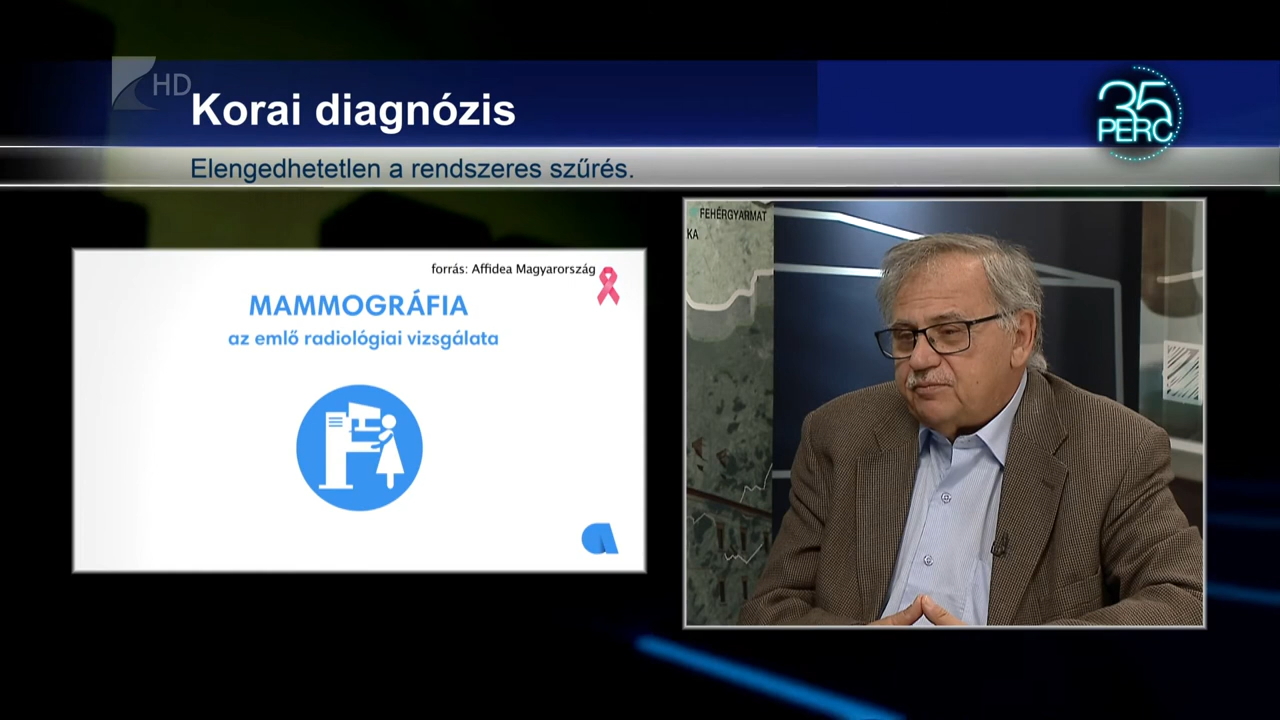 HD
Korai diagnózis
35
PERC
Elengedhetetlen a rendszeres szűrés.
forrás: Affidea Magyarország
MAMMOGRÁFIA
az emlő radiológiai vizsgálata
FEHÉRGYARMAT
KA